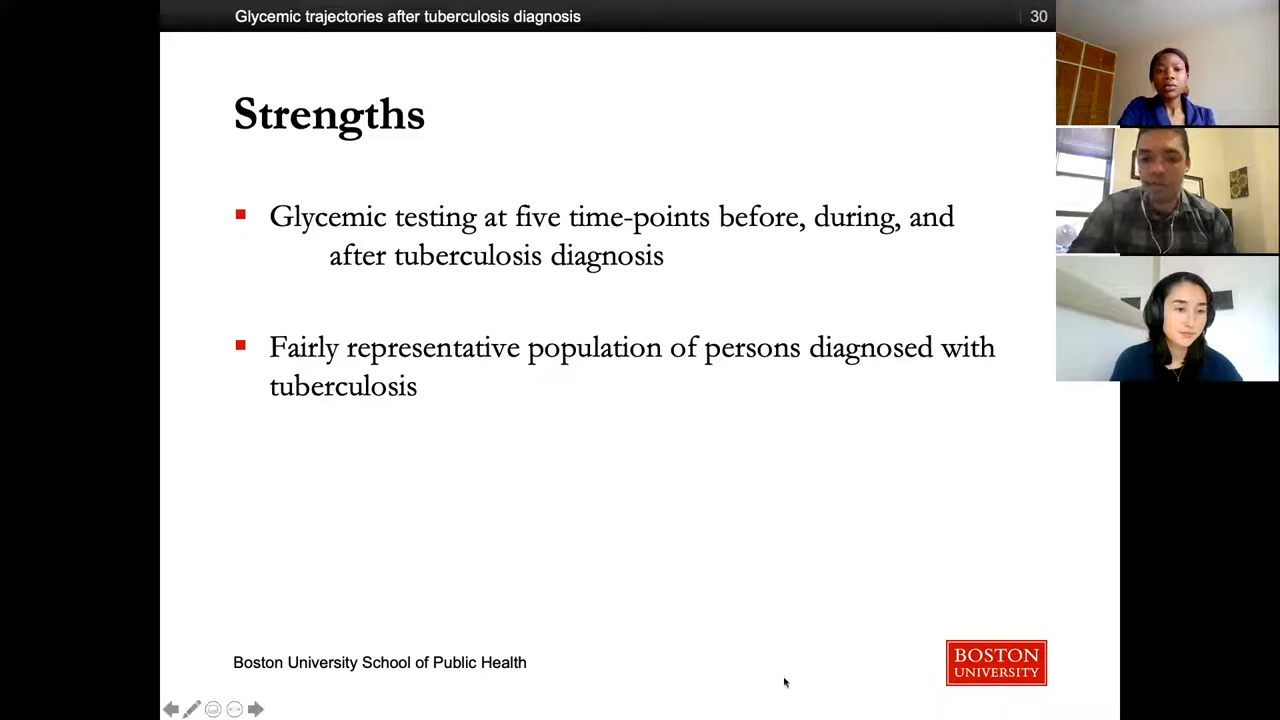 Glycemic trajectories after tuberculosis diagnosis
30
Strengths
Glycemic testing at five time-points before, during, and
after tuberculosis diagnosis
Fairly representative population of persons diagnosed with
tuberculosis
Boston University School of Public Health
BOSTON
UNIVERSITY